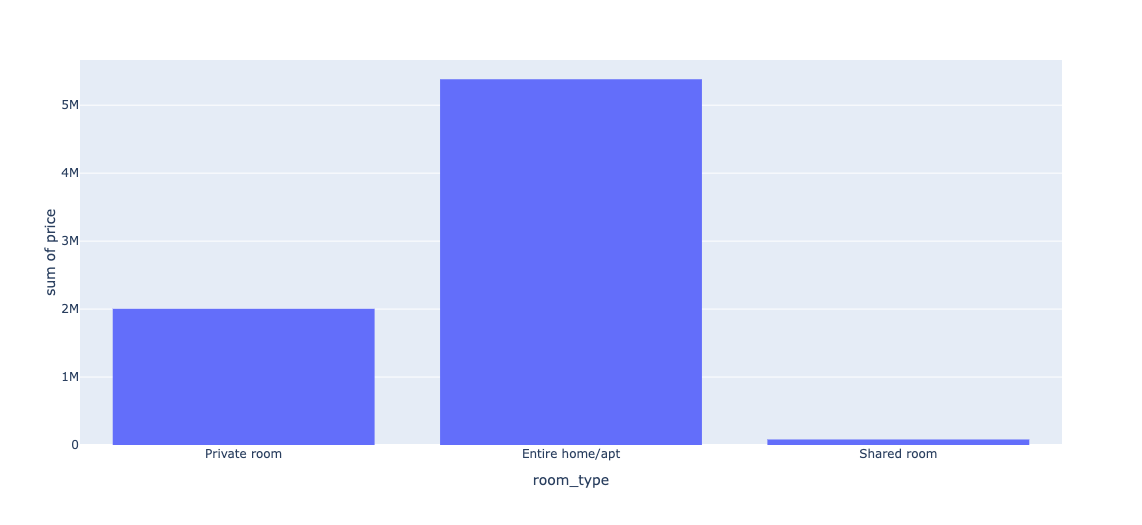 sum of price
5M
4M
3M
2M
1M
0
Private room
Entire home/apt
Shared room
room_type